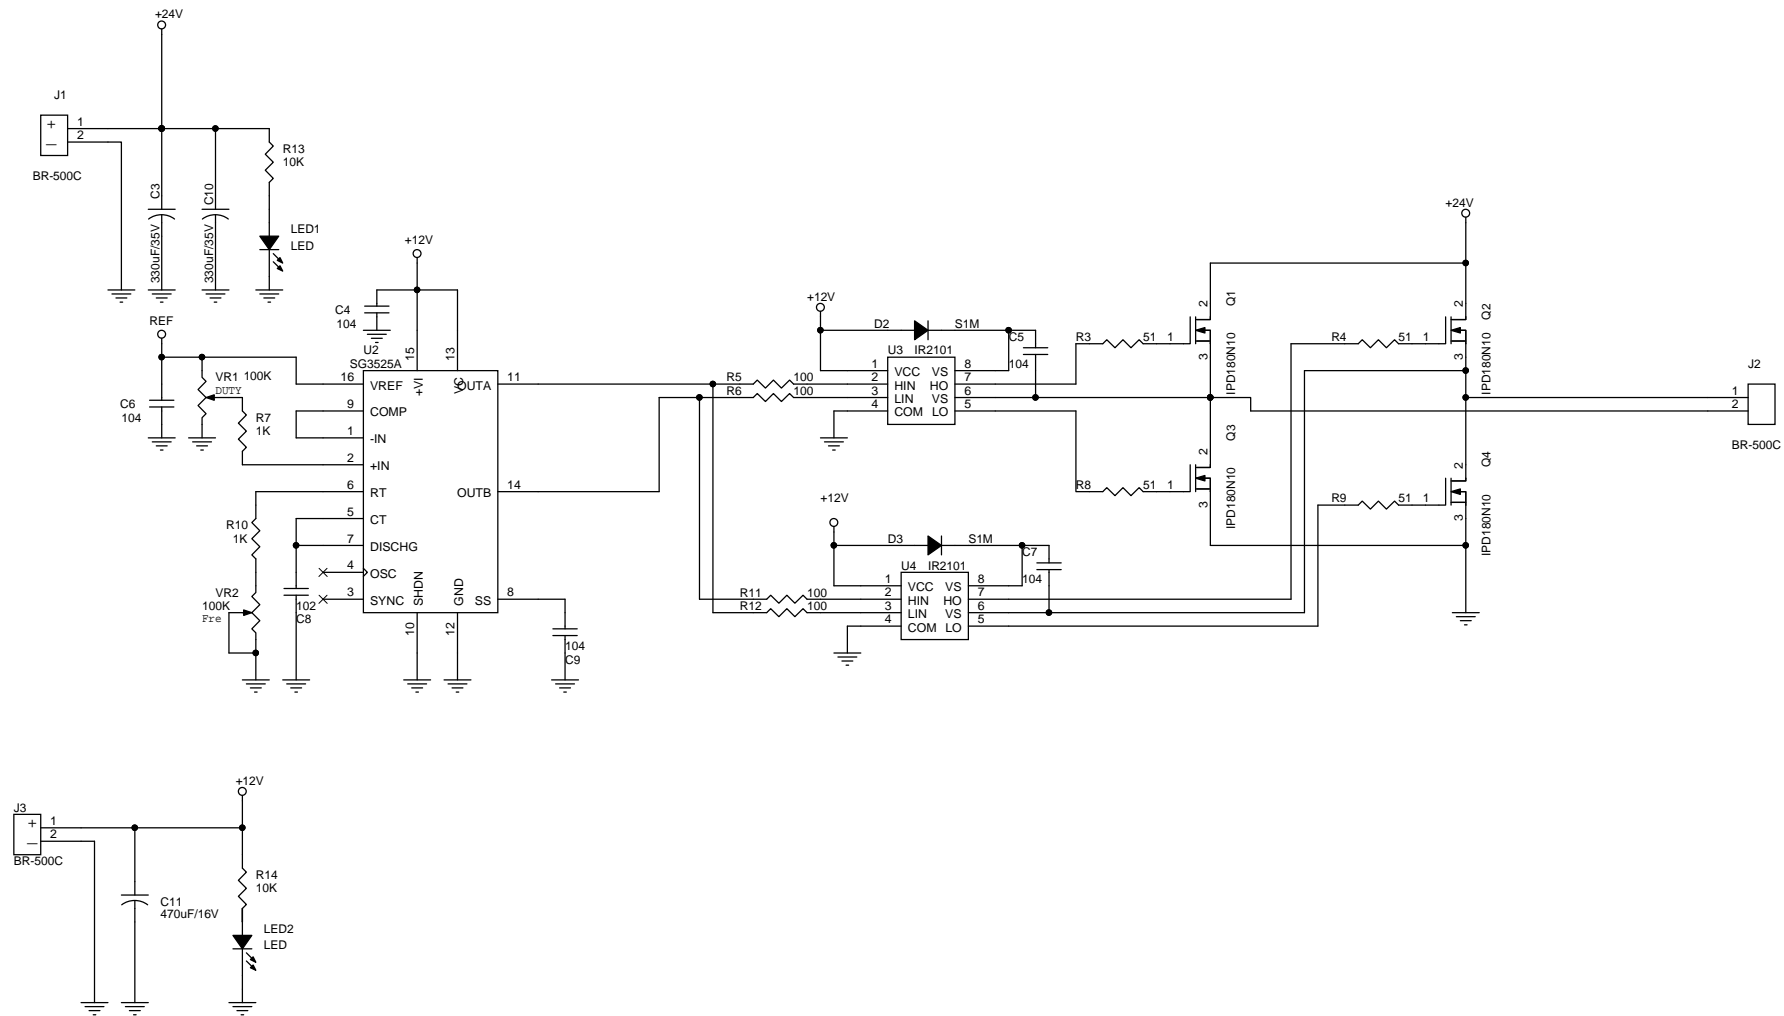 +24V
J1
+
1
2
—
BR-500C
C3
330uF/35V
C10
330uF/35V
R13
10K
LED1
LED
+12V
C4
104
REF
VR1 100K
DUTY
C6
104
R7
1K
U2
SG3525A
15
13
16 VREF
+VI
VC
OUTA 11
9 COMP
1 -IN
2 +IN
6 RT
OUTB 14
5 CT
7 DISCHG
4 OSC
3 SYNC
SHDN
GND
SS 8
10
12
R10
1K
VR2
100K
Fre
102
C8
104
C9
+12V
D2
S1M
C5
104
U3 IR2101
1 VCC VS 8
2 HIN HO 7
3 LIN VS 6
4 COM LO 5
R5 100
R6 100
+12V
D3
S1M
C7
104
U4 IR2101
1 VCC VS 8
2 HIN HO 7
3 LIN VS 6
4 COM LO 5
R11 100
R12 100
R3 51 1
2
3
Q1
IPD180N10
R8 51 1
2
3
Q3
IPD180N10
+24V
R4 51 1
2
3
Q2
IPD180N10
R9 51 1
2
3
Q4
IPD180N10
J2
1
2
BR-500C
J3
+
1
2
—
BR-500C
+12V
C11
470uF/16V
R14
10K
LED2
LED